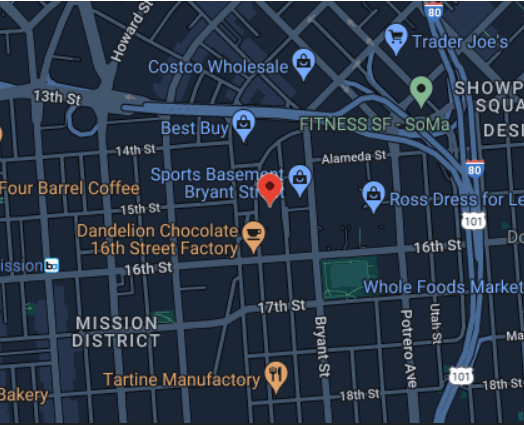 Howard St
80
Trader Joe's
Costco Wholesale
13th St
SHOWP
SQUA
DESI
Best Buy
FITNESS SF - SoMa
14th St
Alameda St
80
Sports Basement
Bryant Street
Four Barrel Coffee
Ross Dress for Le
15th St
101
Dandelion Chocolate
16th Street Factory
16th St
Do
ission
16th St
Whole Foods Market
17th St
MISSION
DISTRICT
Bryant St
Potrero Ave
Utah St
Ma
Tartine Manufactory
101
18th St
Bakery
18th St